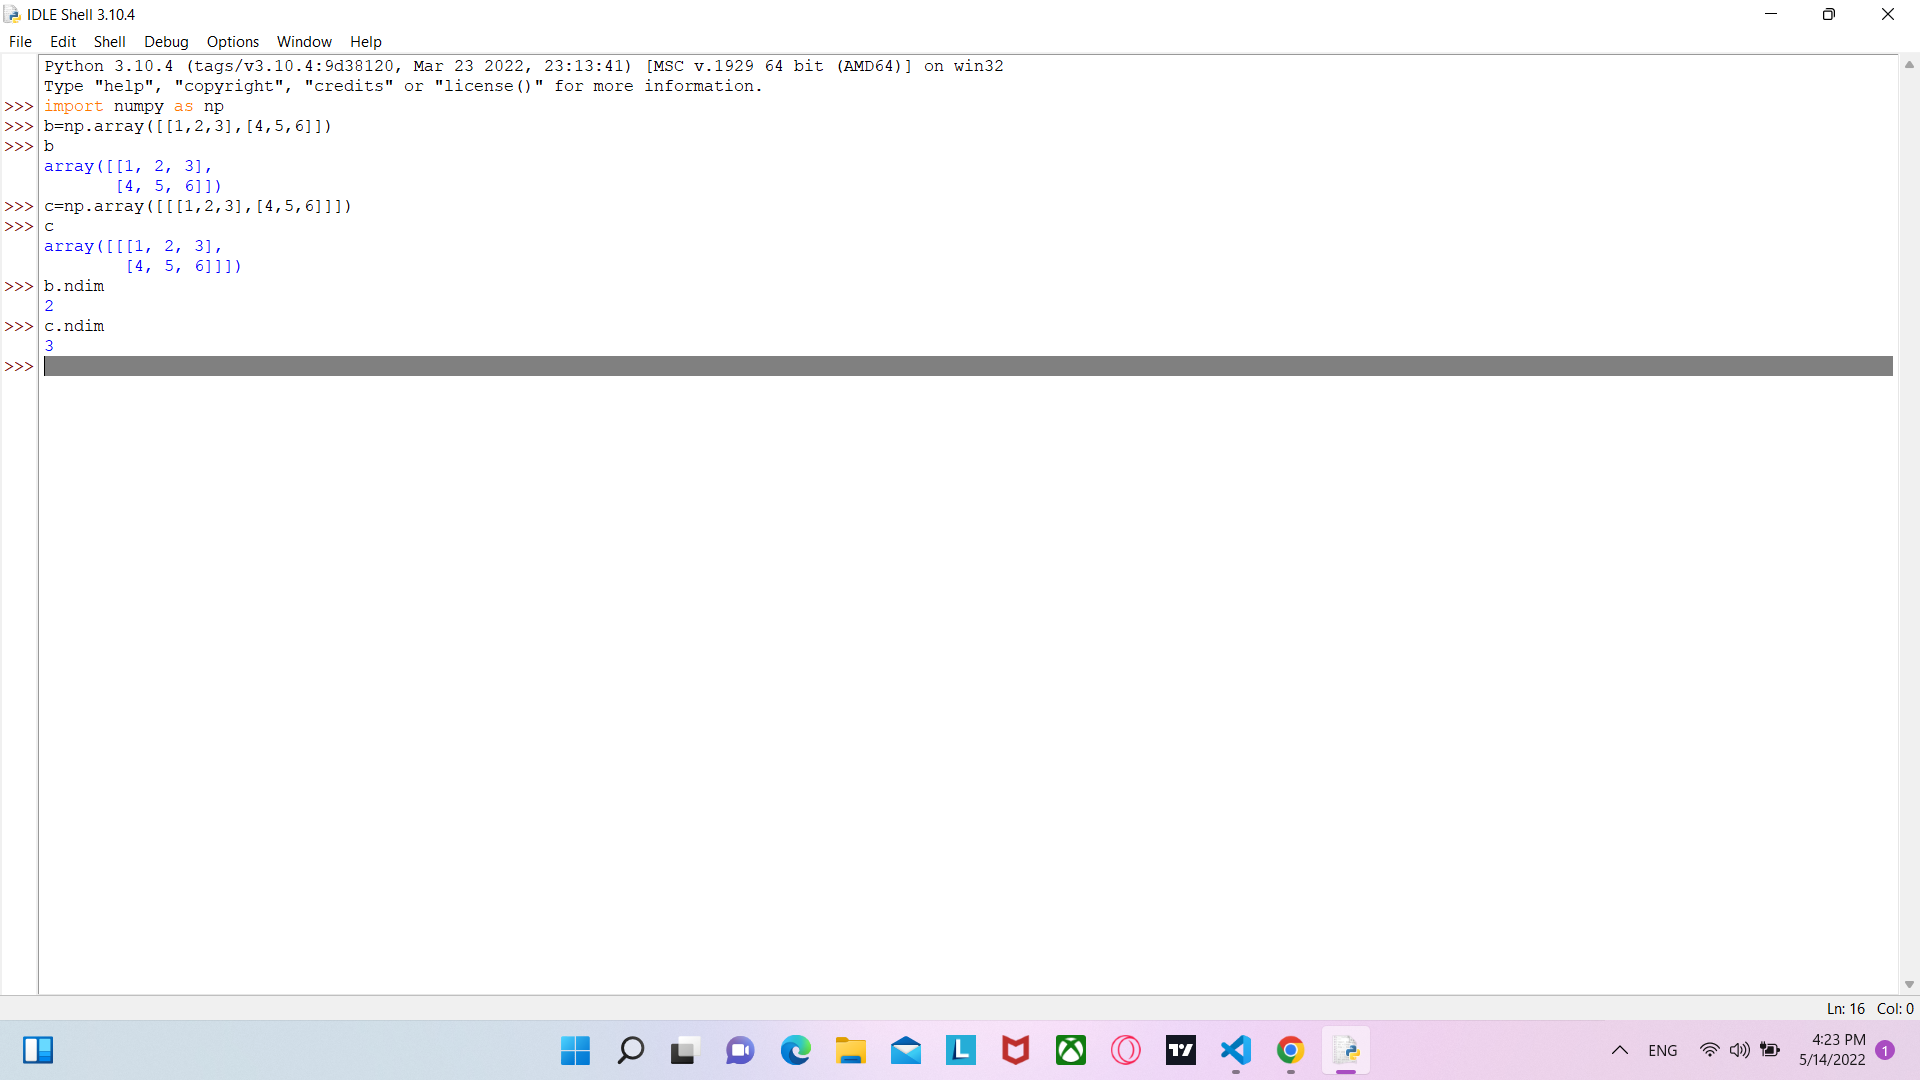 IDLE Shell 3.10.4
File Edit Shell Debug Options Window Help
Python 3.10.4 (tags/v3.10.4:9d38120, Mar 23 2022, 23:13:41) [MSC v.1929 64 bit (AMD64)] on win32
Type "help", "copyright", "credits" or "license()" for more information.
>>> import numpy as np
>>> b=np.array([[1,2,3],[4,5,6]])
>>> b
array([[1, 2, 3],
       [4, 5, 6]])
>>> c=np.array([[[1,2,3],[4,5,6]]])
>>> c
array([[[1, 2, 3],
        [4, 5, 6]]])
>>> b.ndim
2
>>> c.ndim
3
>>>
Ln: 16 Col: 0
L
ENG
4:23 PM
5/14/2022
1